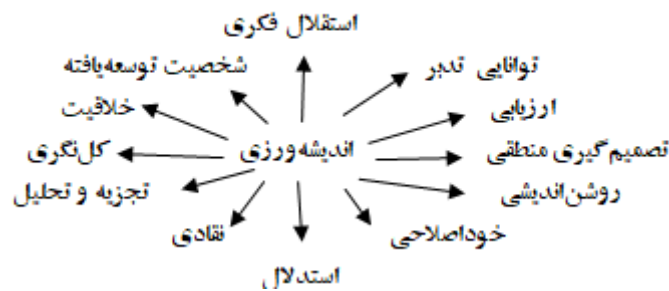 استقلال فکری
توانایی تدبر
شخصیت توسعه‌یافته
ارزیابی
خلاقیت
تصمیم‌گیری منطقی
اندیشه‌ورزی
کل‌نگری
روشن‌اندیشی
تجزیه و تحلیل
خوداصلاحی
نقادی
استدلال